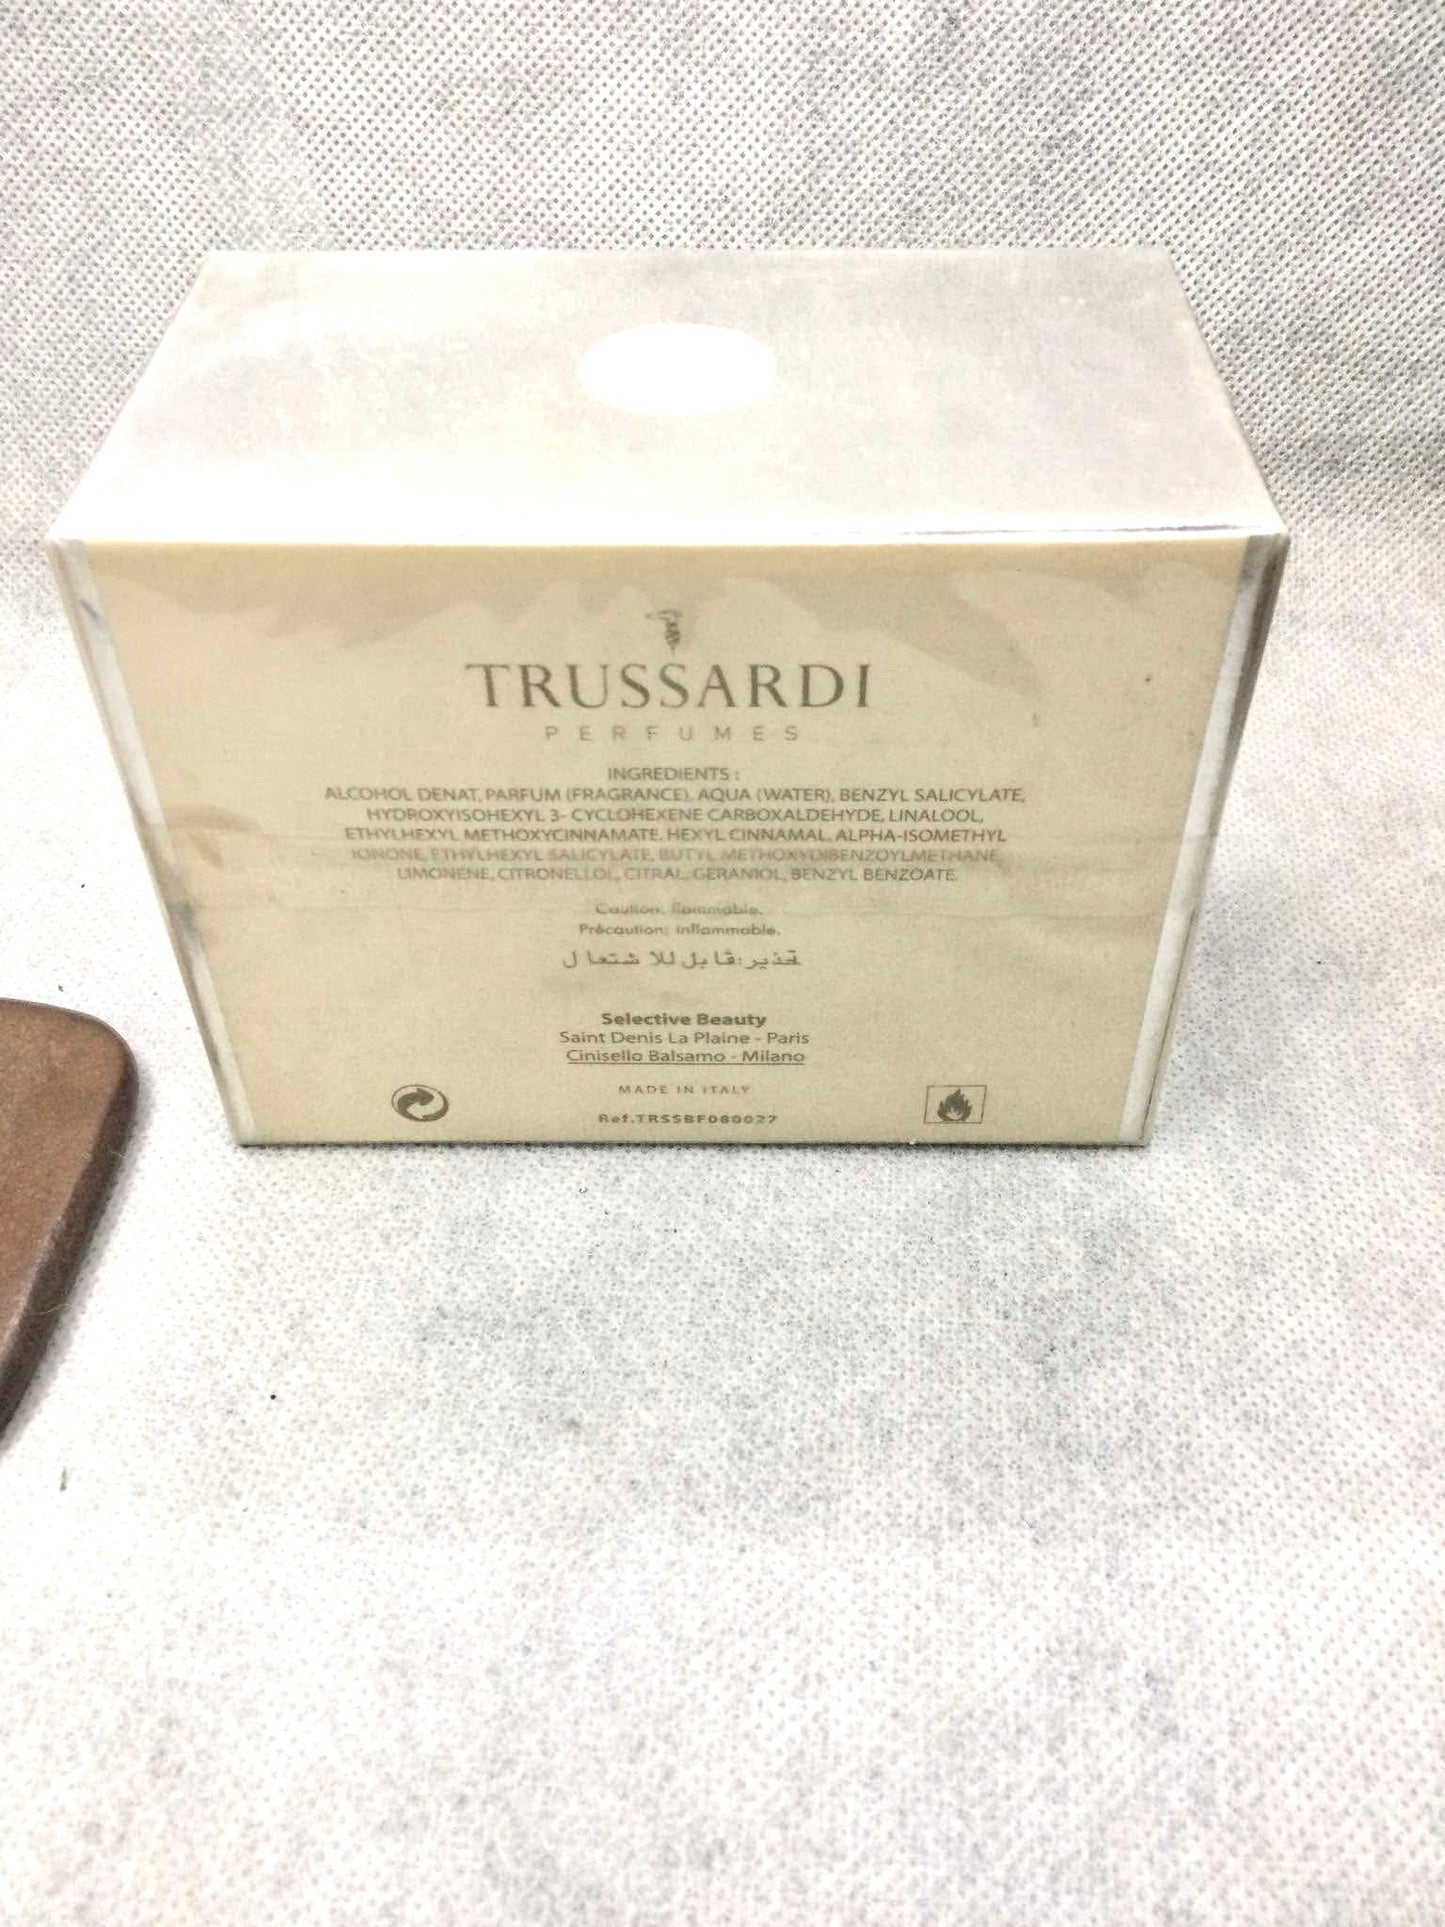 TRUSSARDI
PERFUMES
INGREDIENTS :
ALCOHOL DENAT, PARFUM (FRAGRANCE), AQUA (WATER), BENZYL SALICYLATE,
HYDROXYISOHEXYL 3- CYCLOHEXENE CARBOXALDEHYDE, LINALOOL,
ETHYLHEXYL METHOXYCINNAMATE, HEXYL CINNAMAL, ALPHA-ISOMETHYL
IONONE, ETHYLHEXYL SALICYLATE, BUTYL METHOXYDIBENZOYLMETHANE,
LIMONENE, CITRONELLOL, CITRAL, GERANIOL, BENZYL BENZOATE.
Caution: flammable.
Précaution: inflammable.
تحذير: قابل للاشتعال
Selective Beauty
Saint Denis La Plaine - Paris
Cinisello Balsamo - Milano
MADE IN ITALY
Ref.TRSSBF080027